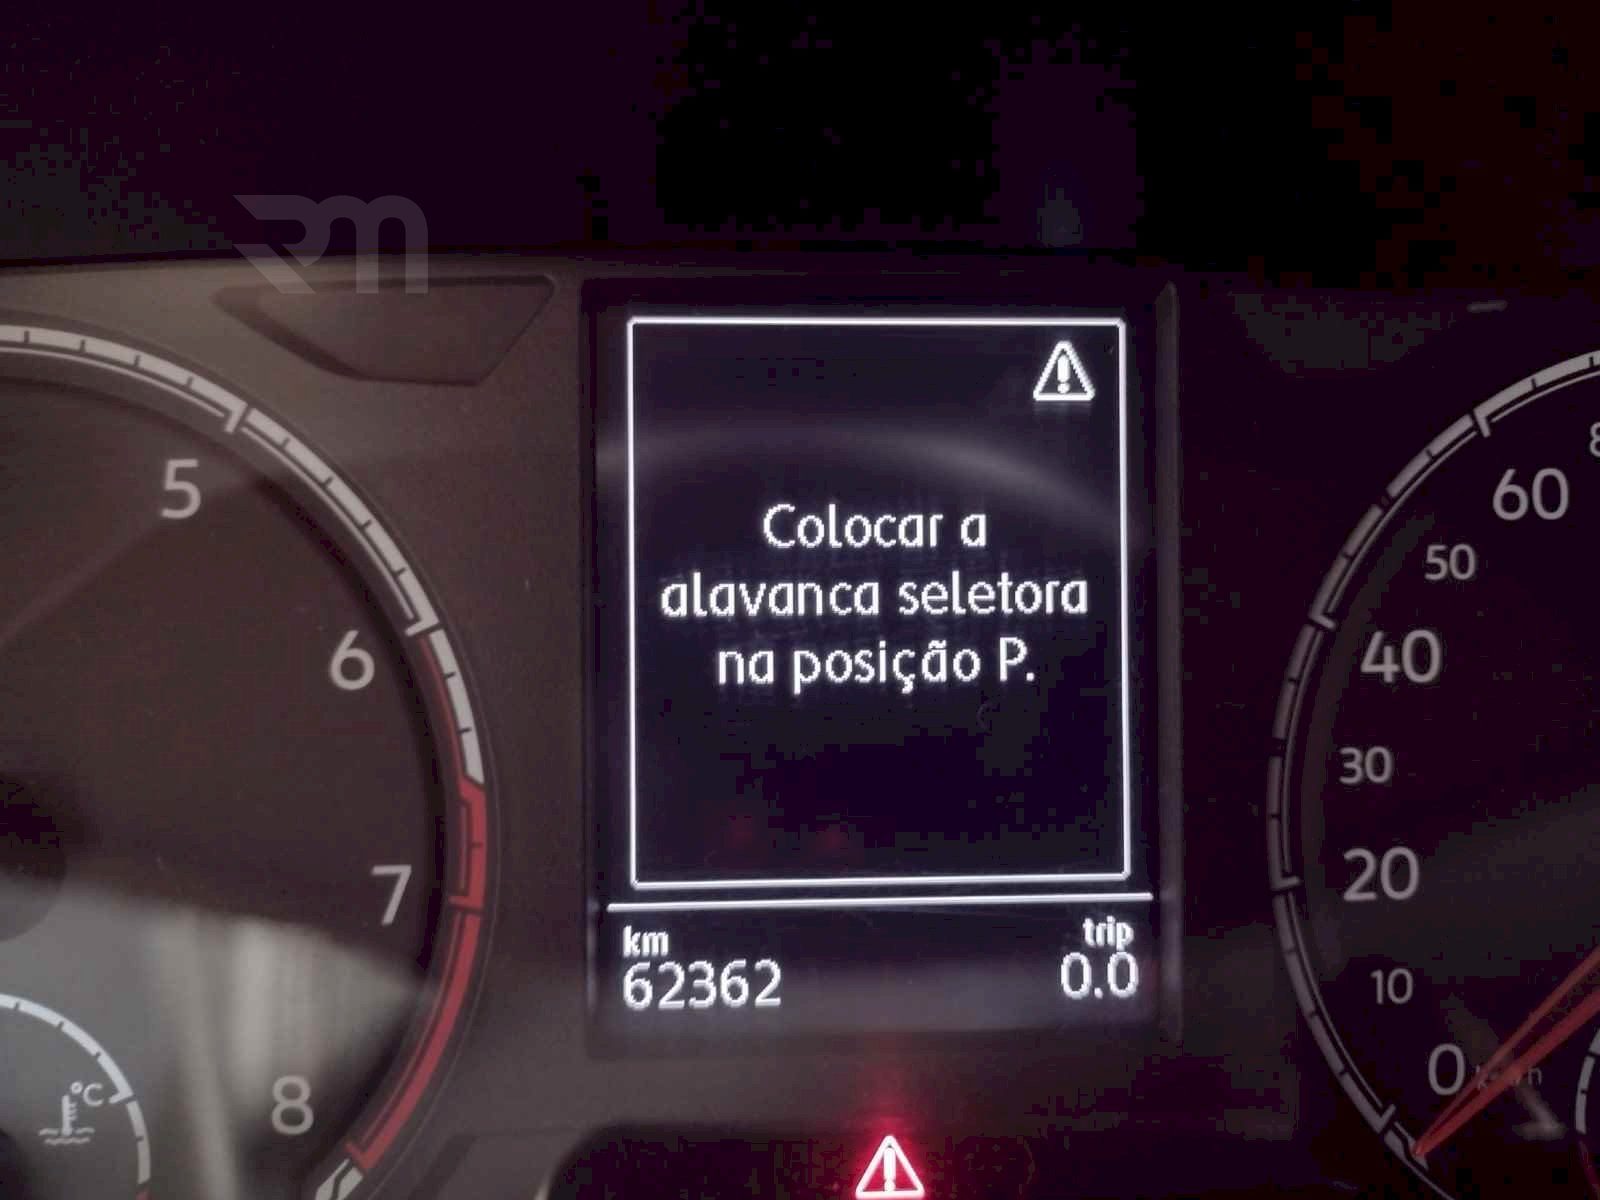 RM
5
6
7
8
°C
Colocar a
alavanca seletora
na posição P.
km
62362
trip
0.0
60
50
40
30
20
10
0